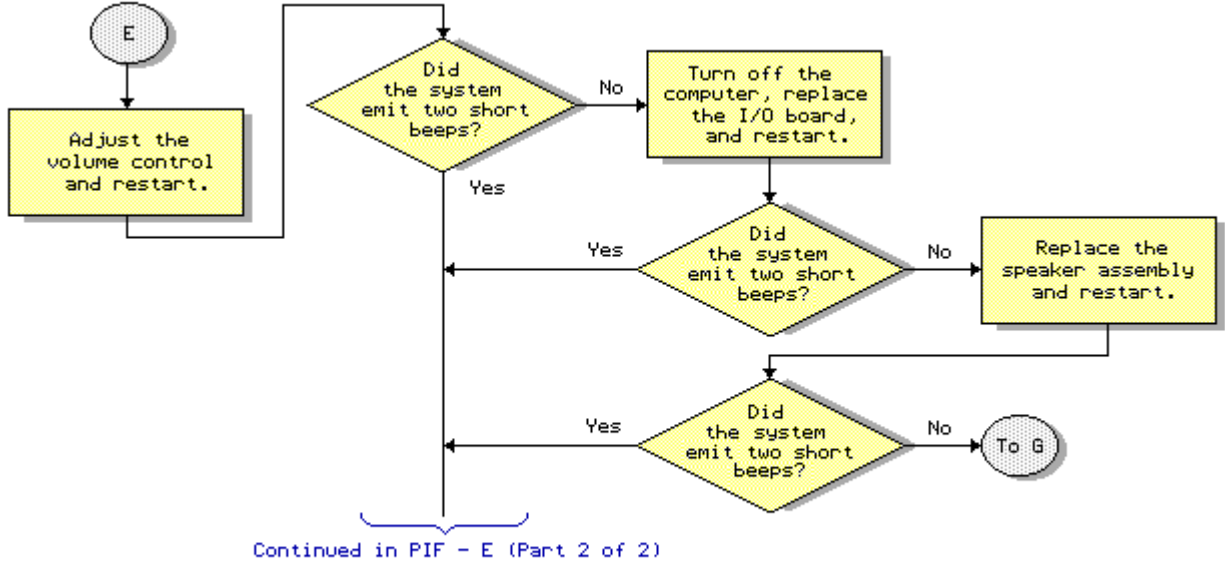 E
Adjust the
volume control
and restart.
Did
the system
emit two short
beeps?
No
Yes
Turn off the
computer, replace
the I/O board,
and restart.
Did
the system
emit two short
beeps?
Yes
No
Replace the
speaker assembly
and restart.
Did
the system
emit two short
beeps?
Yes
No
To G
Continued in PIF - E (Part 2 of 2)